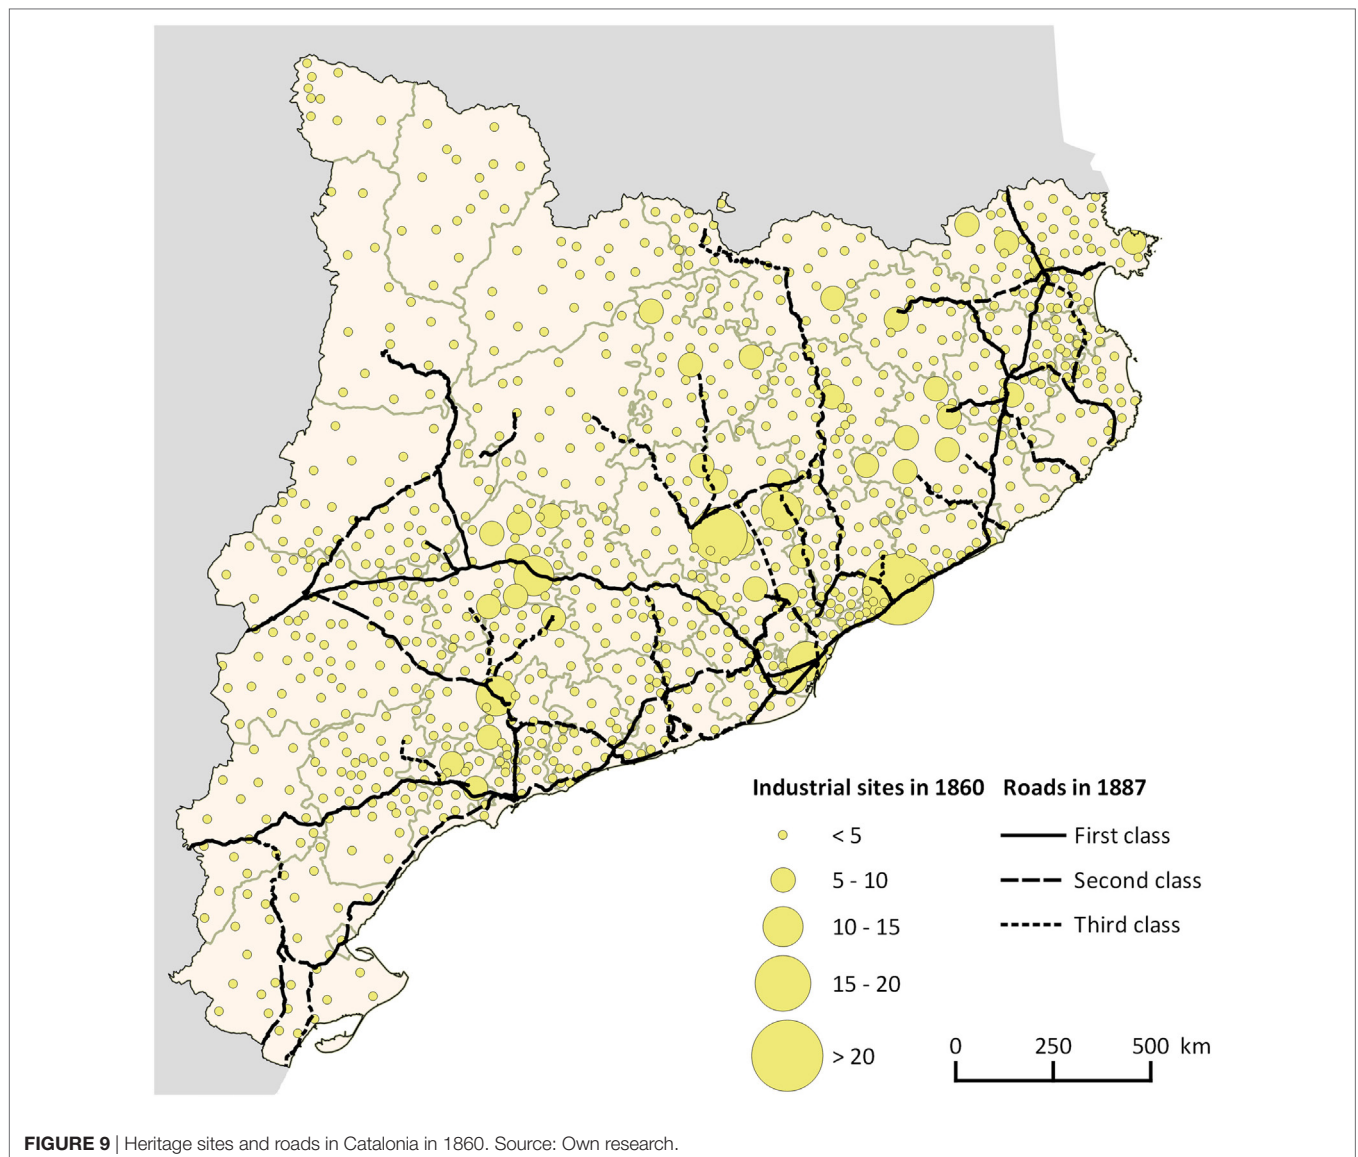 Industrial sites in 1860 Roads in 1887
< 5 First class
5 - 10 Second class
10 - 15 Third class
15 - 20
> 20
0 250 500 km
FIGURE 9 | Heritage sites and roads in Catalonia in 1860. Source: Own research.